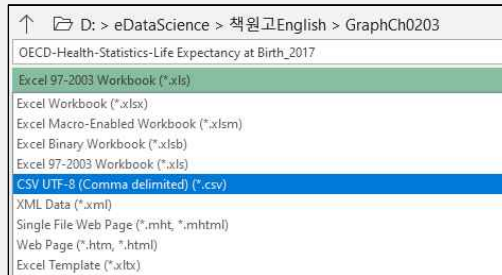 D: > eDataScience > 책원고English > GraphCh0203
OECD-Health-Statistics-Life Expectancy at Birth_2017
Excel 97-2003 Workbook (*.xls)
Excel Workbook (*.xlsx)
Excel Macro-Enabled Workbook (*.xlsm)
Excel Binary Workbook (*.xlsb)
Excel 97-2003 Workbook (*.xls)
CSV UTF-8 (Comma delimited) (*.csv)
XML Data (*.xml)
Single File Web Page (*.mht, *.mhtml)
Web Page (*.htm, *.html)
Excel Template (*.xltx)